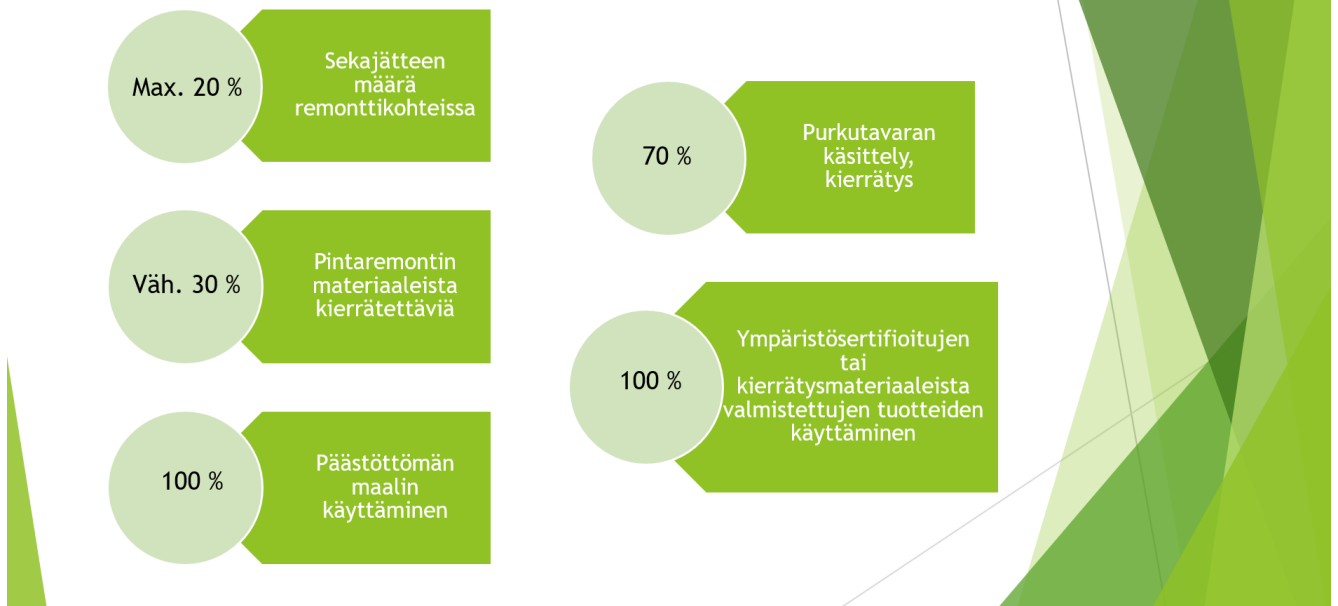 Max. 20 %
Sekajätteen
määrä
remonttikohteissa
Väh. 30 %
Pintaremontin
materiaaleista
kierrätettäviä
100 %
Päästöttömän
maalin
käyttäminen
70 %
Purkutavaran
käsittely,
kierrätys
100 %
Ympäristösertifioitujen
tai
kierrätysmateriaaleista
valmistettujen tuotteiden
käyttäminen